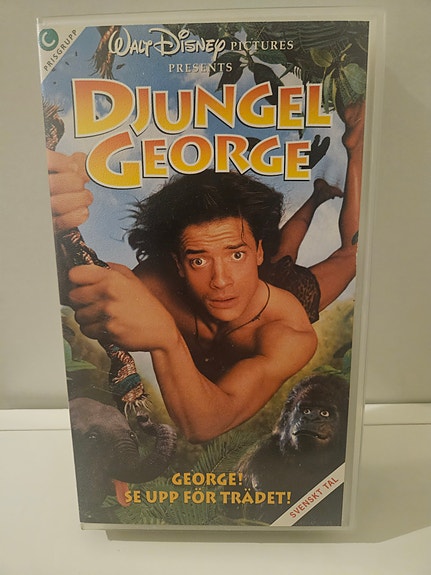 C
PRISGRUPP
WALT DISNEY PICTURES
PRESENTS
DJUNGEL
GEORGE
GEORGE!
SE UPP FÖR TRÄDET!
SVENSKT TAL